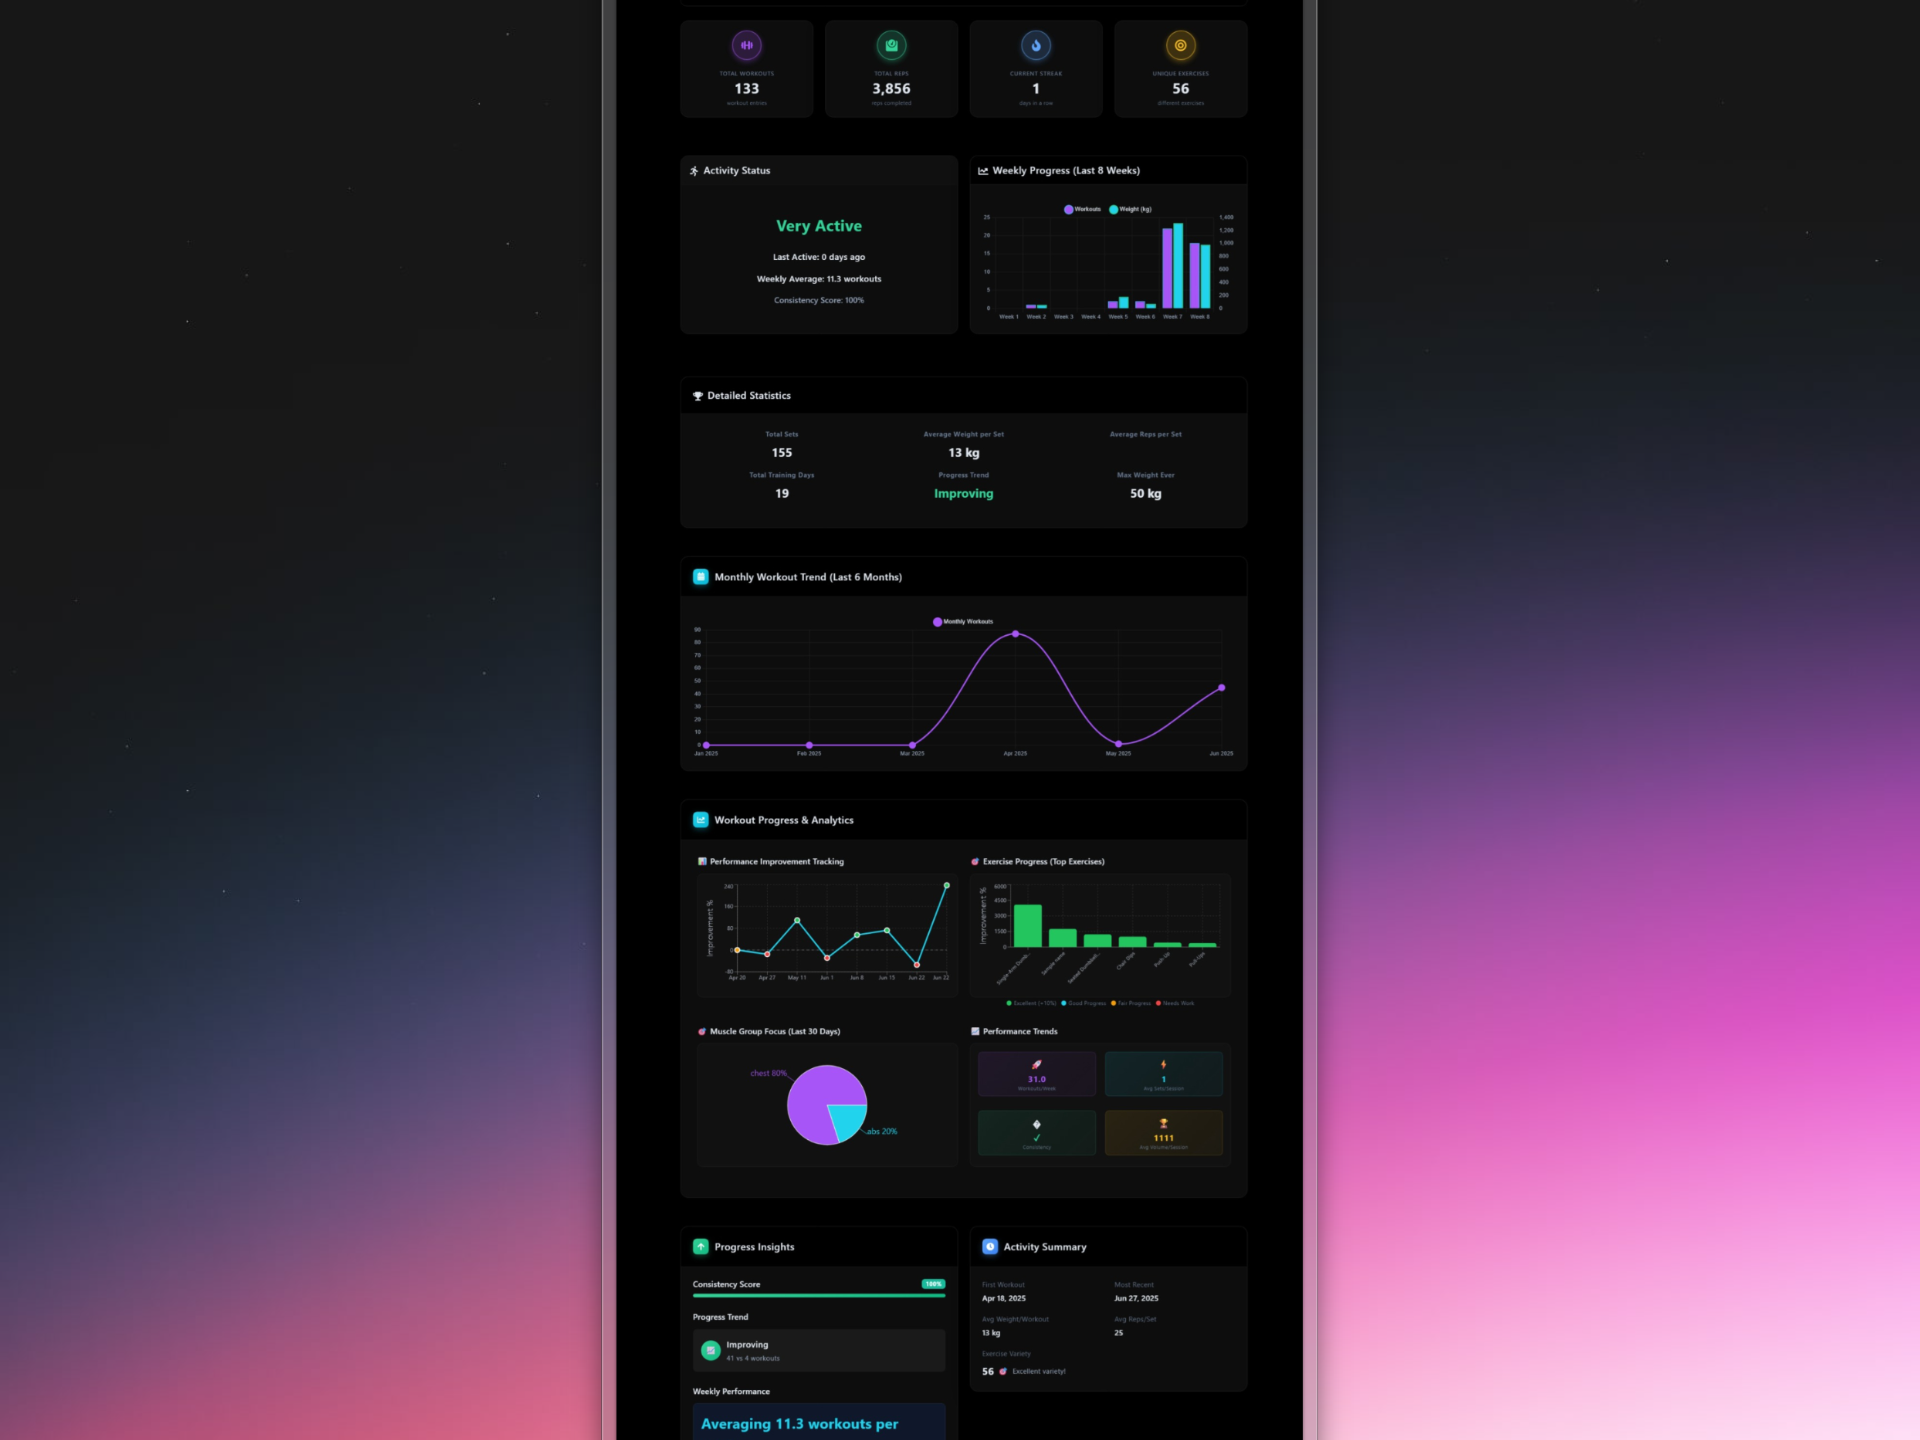 TOTAL WORKOUTS
133
workout entries
TOTAL REPS
3,856
reps completed
CURRENT STREAK
1
days in a row
UNIQUE EXERCISES
56
different exercises
Activity Status
Very Active
Last Active: 0 days ago
Weekly Average: 11.3 workouts
Consistency Score: 100%
Weekly Progress (Last 8 Weeks)
Workouts Weight (kg)
25
20
15
10
5
0
1,400
1,200
1,000
800
600
400
200
0
Week 1 Week 2 Week 3 Week 4 Week 5 Week 6 Week 7 Week 8
Detailed Statistics
Total Sets
155
Average Weight per Set
13 kg
Average Reps per Set
Total Training Days
19
Progress Trend
Improving
Max Weight Ever
50 kg
Monthly Workout Trend (Last 6 Months)
Monthly Workouts
90
80
70
60
50
40
30
20
10
0
Jan 2025 Feb 2025 Mar 2025 Apr 2025 May 2025 Jun 2025
Workout Progress & Analytics
Performance Improvement Tracking
Improvement %
240
160
80
0
-80
Apr 20 Apr 27 May 11 Jun 1 Jun 8 Jun 15 Jun 22 Jun 22
Exercise Progress (Top Exercises)
Improvement %
6000
4500
3000
1500
0
Single Arm Dumb...
Sample name
Seated Dumbbell...
Chair Dips
Push-Up
Pull-Ups
Excellent (>10%) Good Progress Fair Progress Needs Work
Muscle Group Focus (Last 30 Days)
chest 80%
abs 20%
Performance Trends
31.0
Workouts/Week
1
Avg Sets/Session
✓
Consistency
1111
Avg Volume/Session
Progress Insights
Consistency Score
100%
Progress Trend
Improving
41 vs 4 workouts
Weekly Performance
Averaging 11.3 workouts per
Activity Summary
First Workout
Apr 18, 2025
Most Recent
Jun 27, 2025
Avg Weight/Workout
13 kg
Avg Reps/Set
25
Exercise Variety
56 Excellent variety!